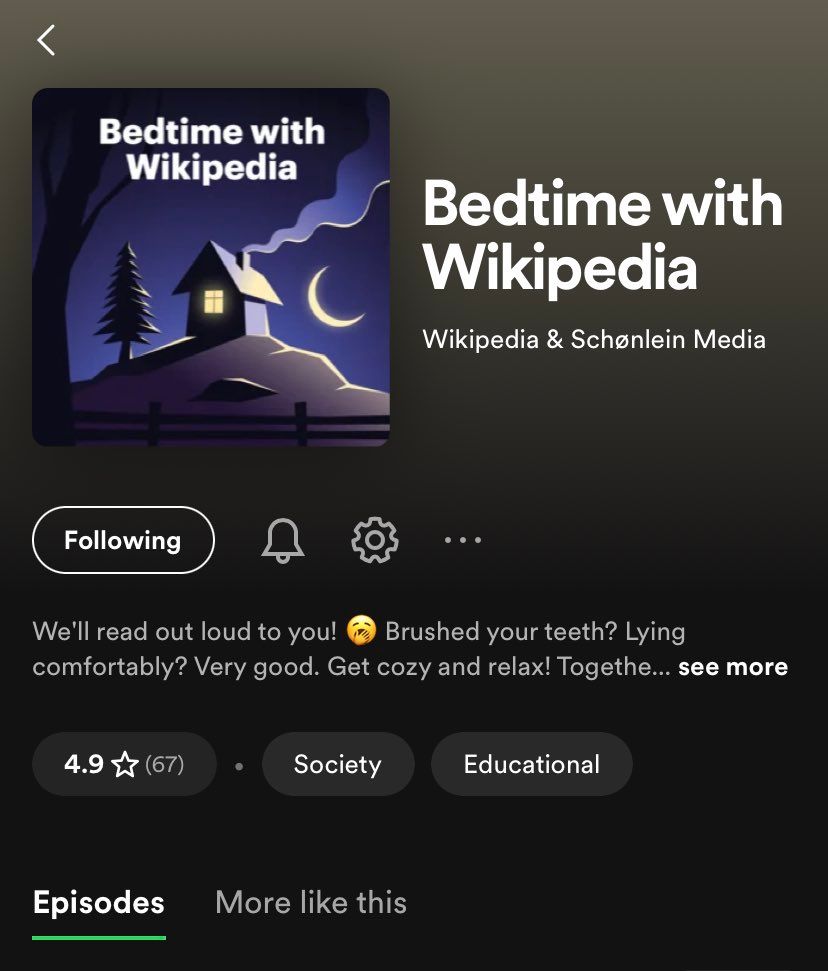 Bedtime with
Wikipedia
Bedtime with
Wikipedia
Wikipedia & Schønlein Media
Following
We'll read out loud to you! 🥱 Brushed your teeth? Lying
comfortably? Very good. Get cozy and relax! Togethe... see more
4.9 ☆ (67) • Society Educational
Episodes More like this